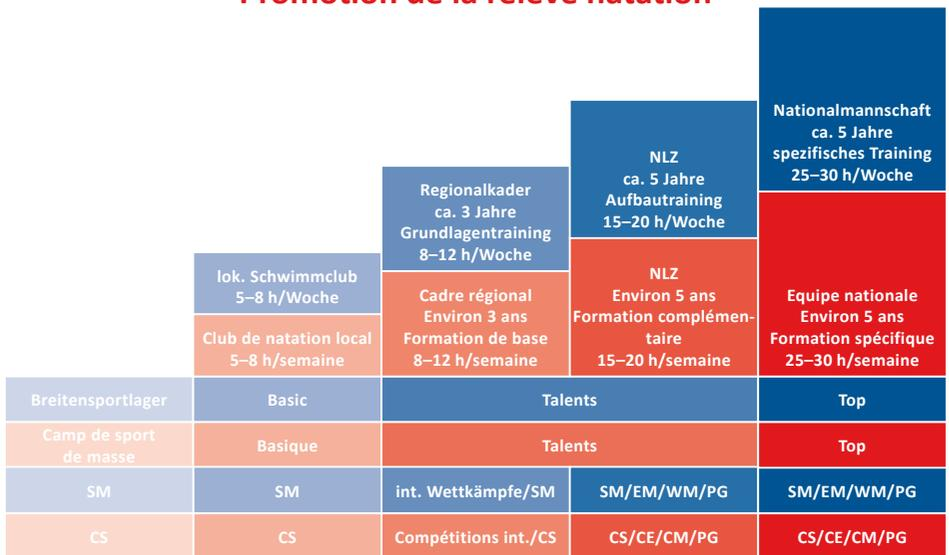 Promotion de la relève natation
Nationalmannschaft
ca. 5 Jahre
spezifisches Training
25–30 h/Woche
NLZ
ca. 5 Jahre
Aufbautraining
15–20 h/Woche
Regionalkader
ca. 3 Jahre
Grundlagentraining
8–12 h/Woche
lok. Schwimmclub
5–8 h/Woche
Club de natation local
5–8 h/semaine
Cadre régional
Environ 3 ans
Formation de base
8–12 h/semaine
NLZ
Environ 5 ans
Formation complémen-
taire
15–20 h/semaine
Equipe nationale
Environ 5 ans
Formation spécifique
25–30 h/semaine
Breitensportlager Basic Talents Top
Camp de sport
de masse
Basique Talents Top
SM SM int. Wettkämpfe/SM SM/EM/WM/PG SM/EM/WM/PG
CS CS Compétitions int./CS CS/CE/CM/PG CS/CE/CM/PG